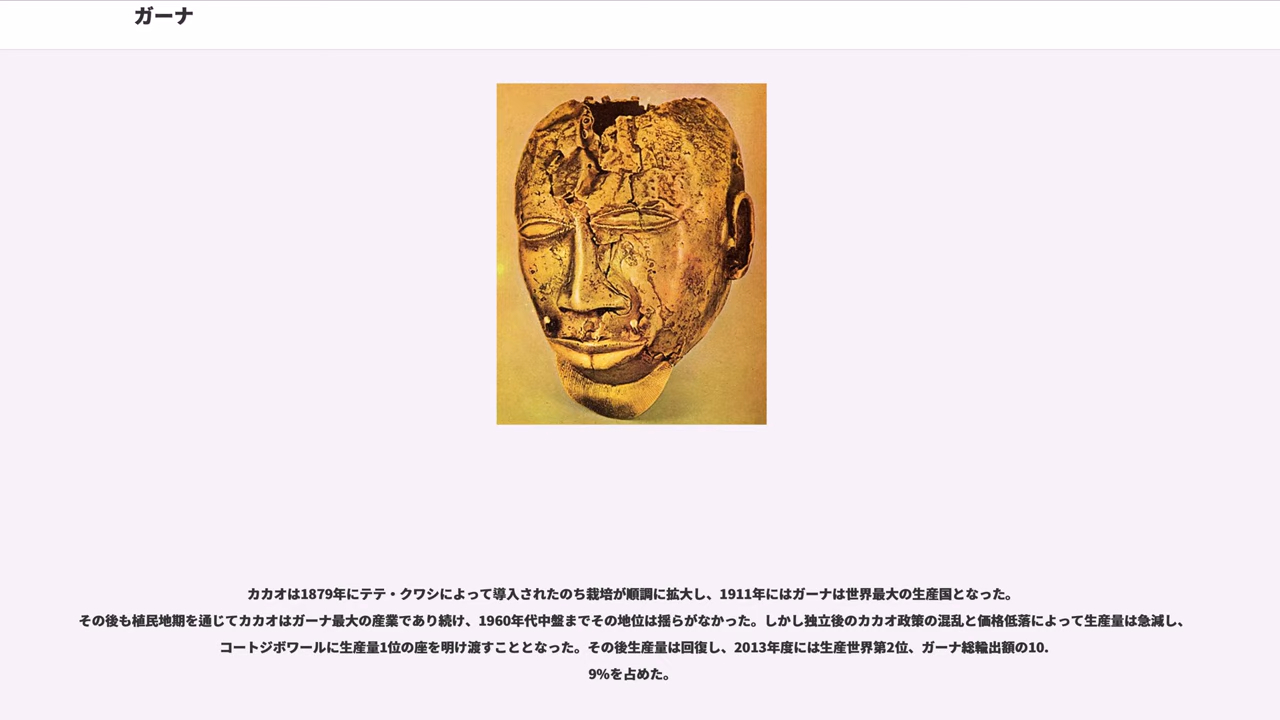 ガーナ
カカオは1879年にテテ・クワシによって導入されたのち栽培が順調に拡大し、1911年にはガーナは世界最大の生産国となった。
その後も植民地期を通じてカカオはガーナ最大の産業であり続け、1960年代中盤までその地位は揺らがなかった。しかし独立後のカカオ政策の混乱と価格低落によって生産量は急減し、
コートジボワールに生産量1位の座を明け渡すこととなった。その後生産量は回復し、2013年度には生産世界第2位、ガーナ総輸出額の10.
9%を占めた。